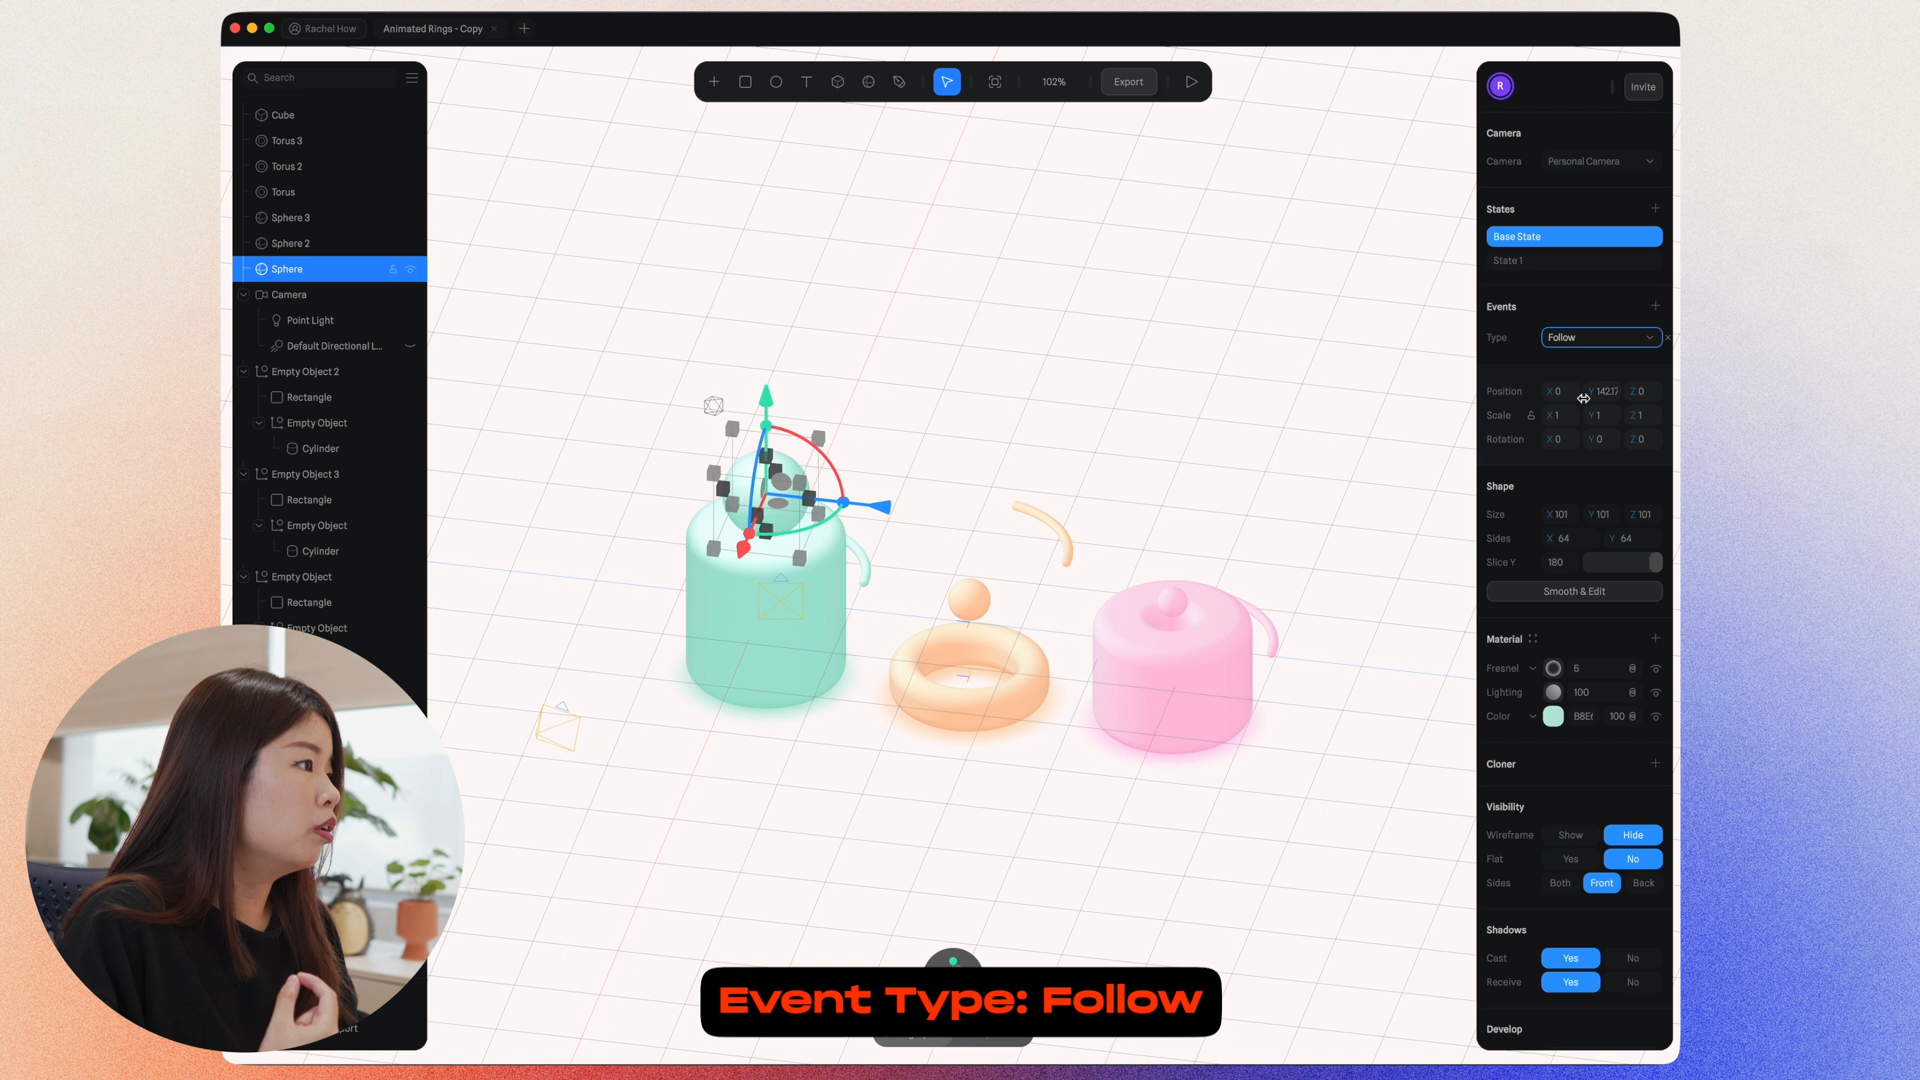 Rachel How
Animated Rings - Copy
Search
Cube
Torus 3
Torus 2
Torus
Sphere 3
Sphere 2
Sphere
Camera
Point Light
Default Directional L...
Empty Object 2
Rectangle
Empty Object
Cylinder
Empty Object 3
Rectangle
Empty Object
Cylinder
Empty Object
Rectangle
Empty Object
T
102%
Export
R
Invite
Camera
Camera Personal Camera
States
Base State
State 1
Events
Type Follow
Position X 0 Y 142.17 Z 0
Scale X 1 Y 1 Z 1
Rotation X 0 Y 0 Z 0
Shape
Size X 101 Y 101 Z 101
Sides X 64 Y 64
Slice Y 180
Smooth & Edit
Material
Fresnel 5
Lighting 100
Color B8E 100
Cloner
Visibility
Wireframe Show Hide
Flat Yes No
Sides Both Front Back
Shadows
Cast Yes No
Receive Yes No
Develop
Event Type: Follow